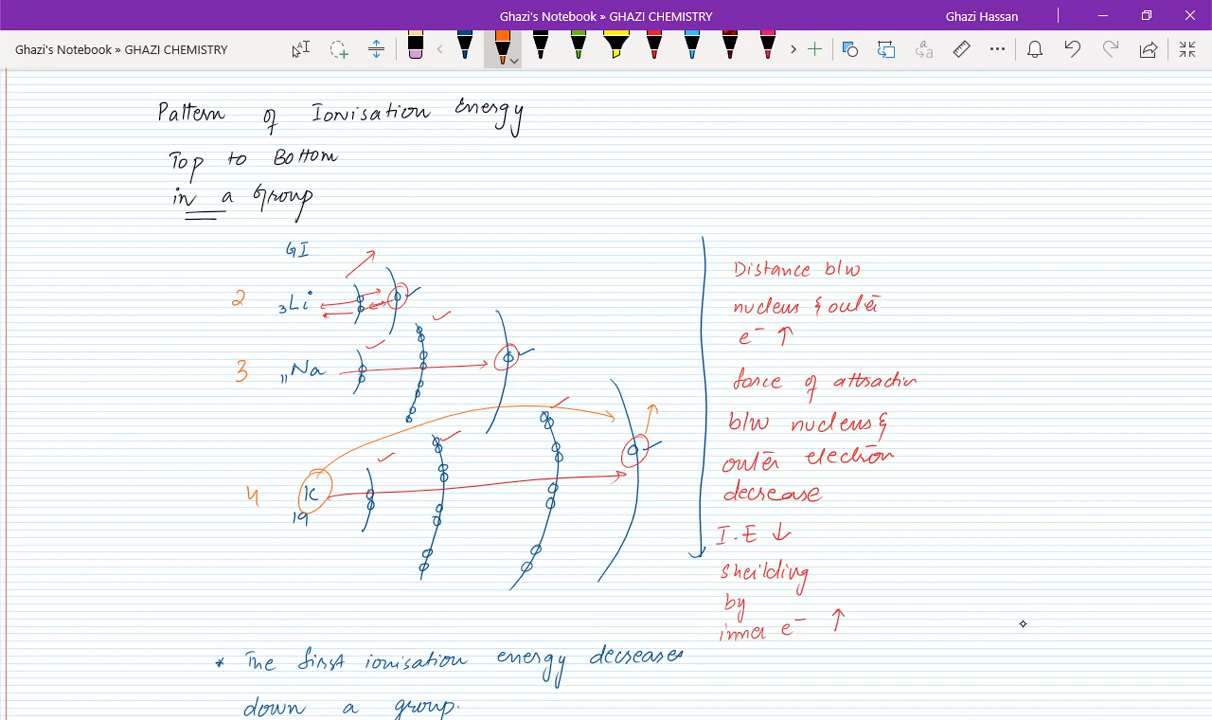 Ghazi's Notebook » GHAZI CHEMISTRY
Ghazi Hassan
Ghazi's Notebook » GHAZI CHEMISTRY
Pattern of Ionisation Energy
Top to Bottom
in a Group
GI
2 3Li
3 11Na
4 K
19
Distance b/w
nucleus & outer
e- ↑
force of attraction
b/w nucleus &
outer electron
decrease
I.E ↓
sheilding
by
inner e- ↑
* The first ionisation energy decreases
down a group.